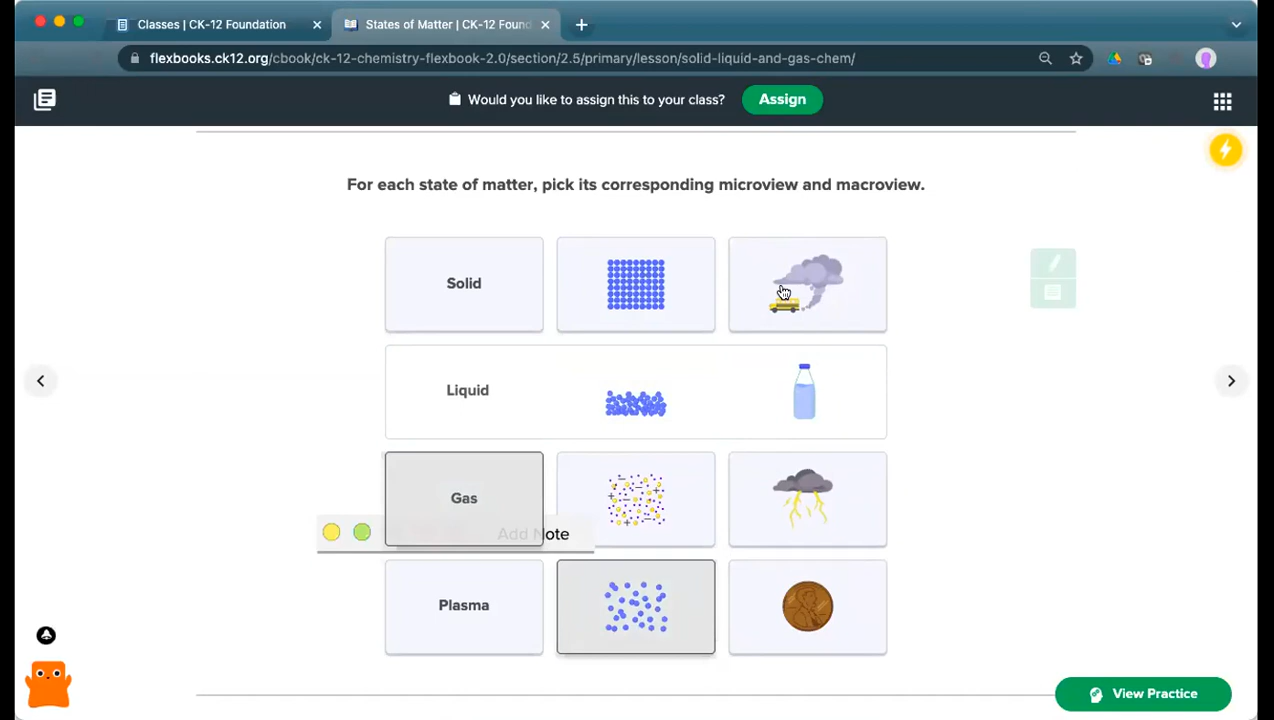 Classes | CK-12 Foundation
States of Matter | CK-12 Foun
flexbooks.ck12.org/cbook/ck-12-chemistry-flexbook-2.0/section/2.5/primary/lesson/solid-liquid-and-gas-chem/
Would you like to assign this to your class?
Assign
For each state of matter, pick its corresponding microview and macroview.
Solid
Liquid
Gas
Add Note
Plasma
View Practice